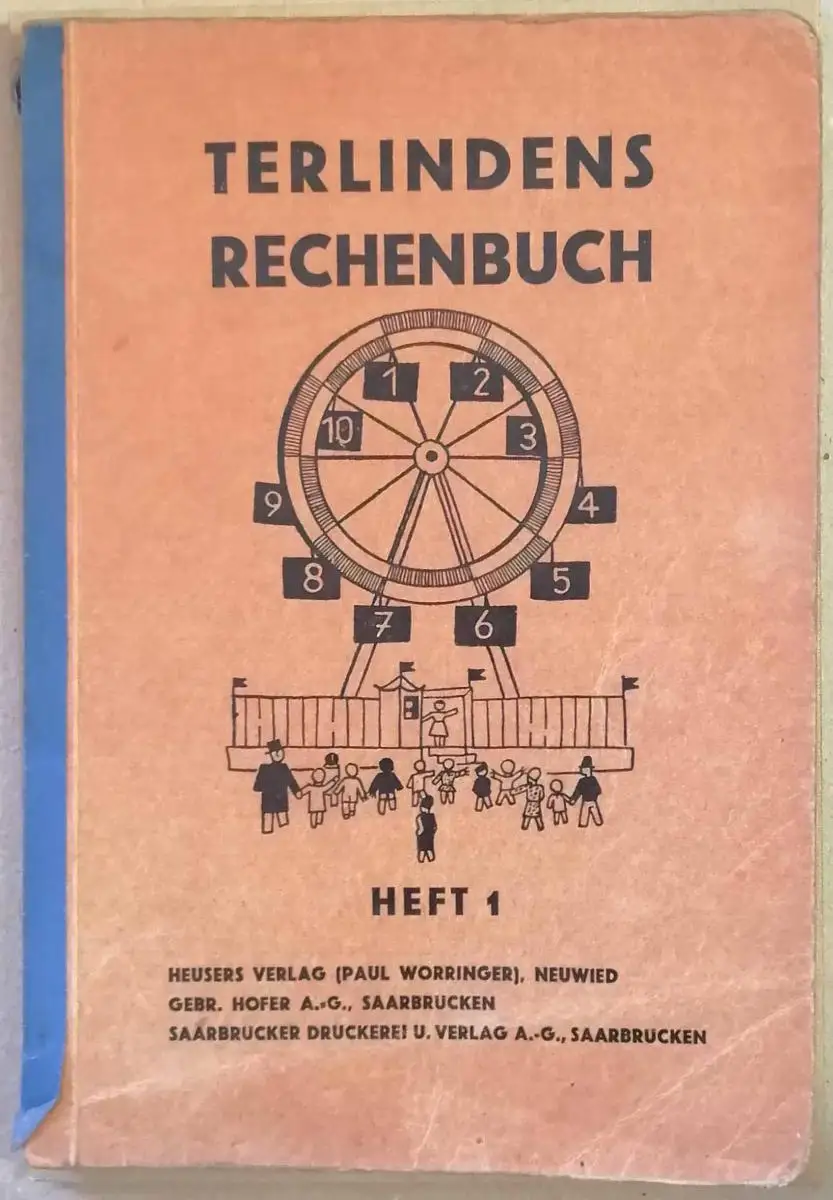 TERLINDENS
RECHENBUCH
1
2
10
3
9
4
8
5
7
6
HEFT 1
HEUSERS VERLAG (PAUL WORRINGER), NEUWIED
GEBR. HOFER A.-G., SAARBRUCKEN
SAARBRUCKER DRUCKEREI U. VERLAG A.-G., SAARBRUCKEN